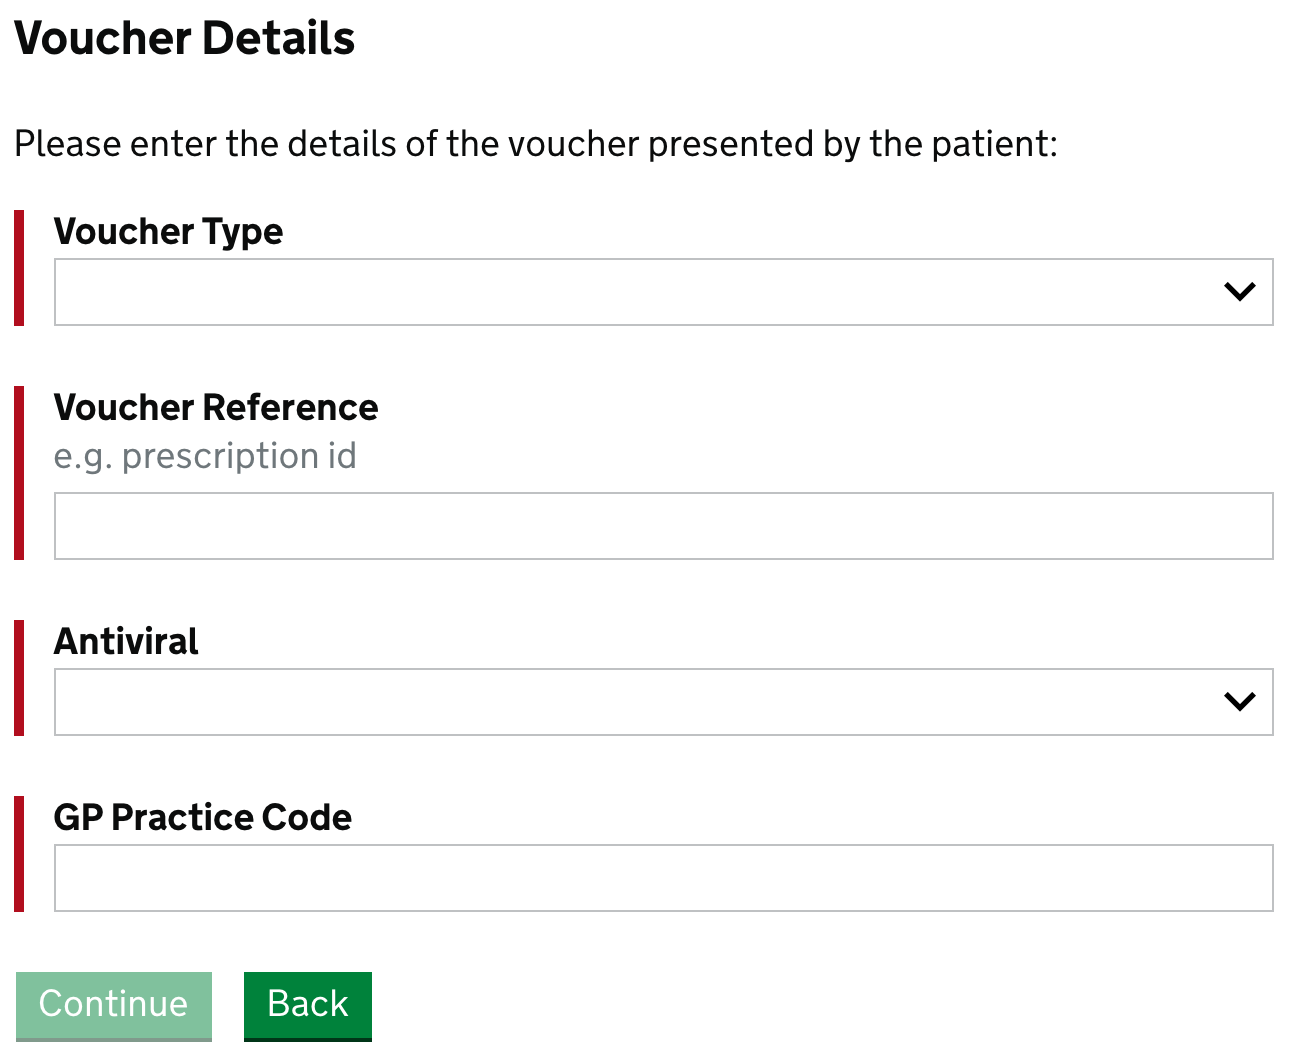 Voucher Details
Please enter the details of the voucher presented by the patient:
Voucher Type
Voucher Reference
e.g. prescription id
Antiviral
GP Practice Code
Continue
Back